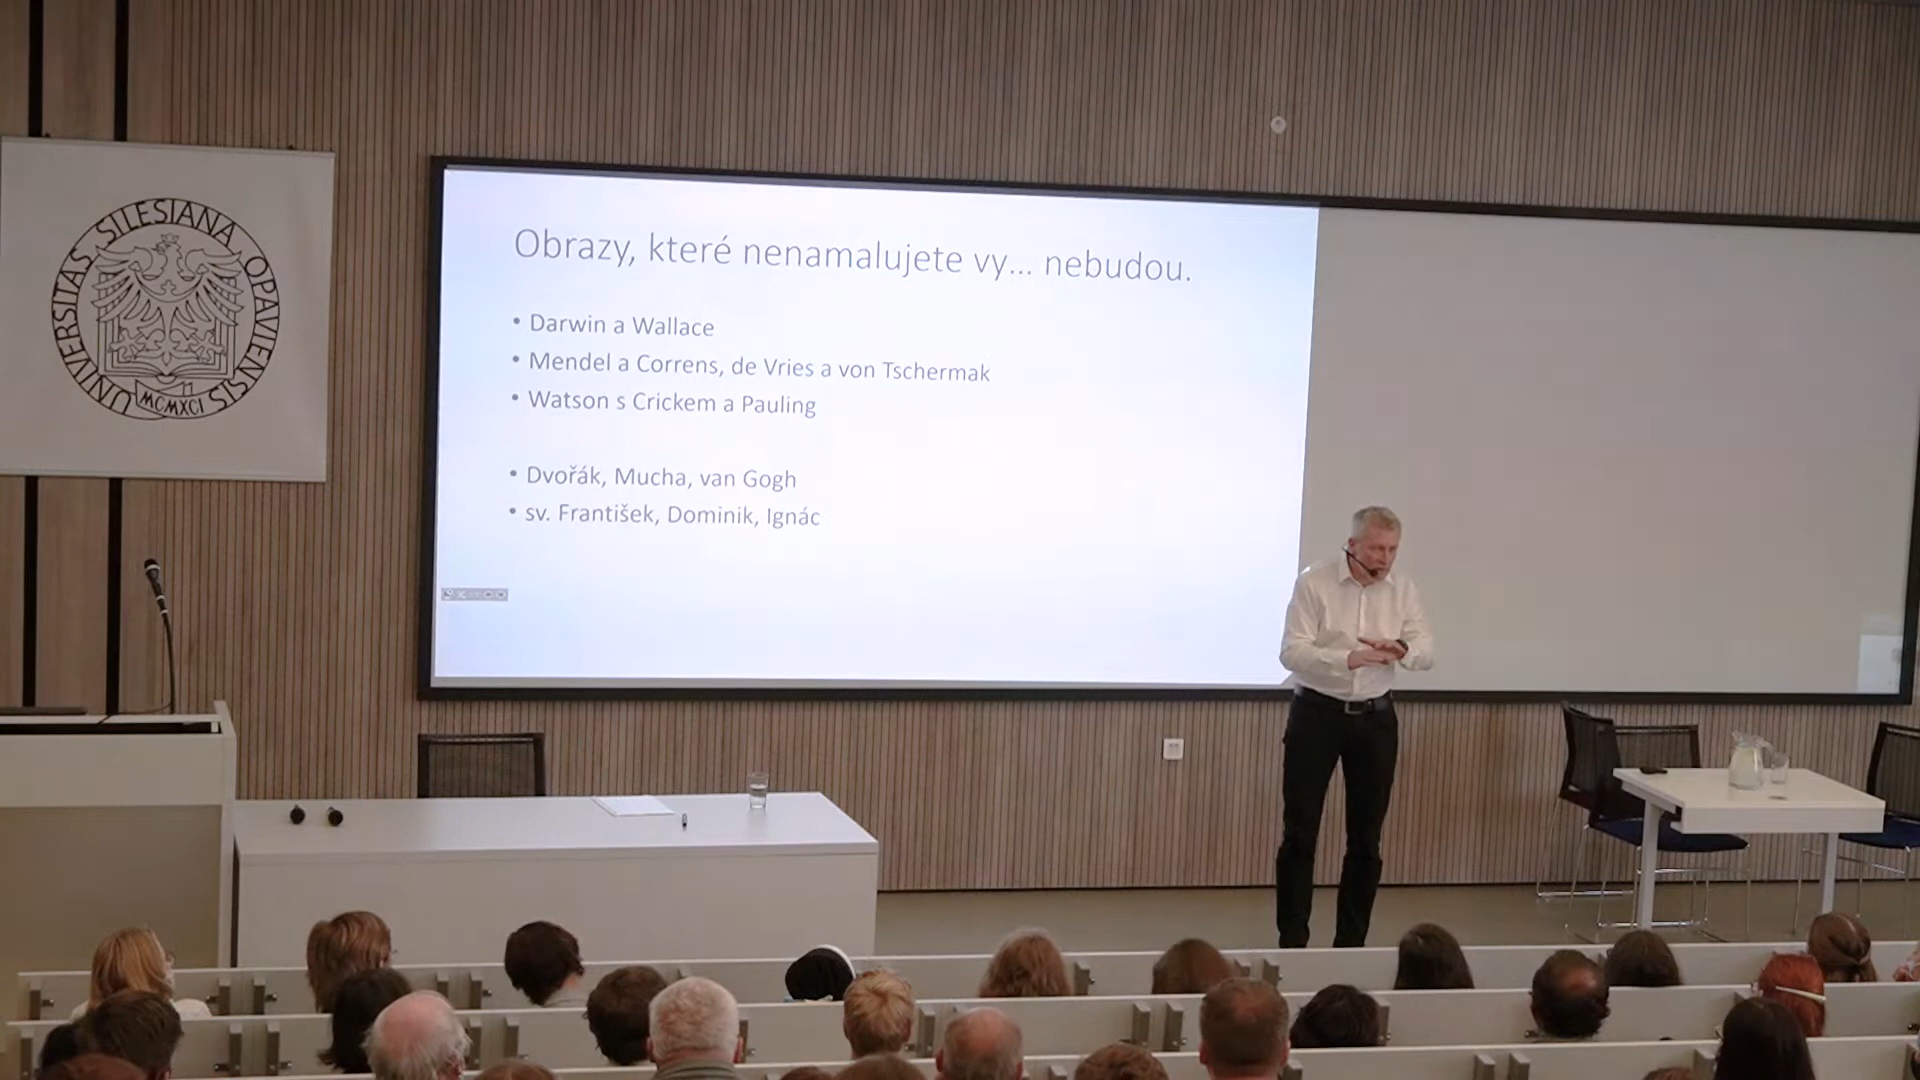 UNIVERSITAS SILESIANA OPAVIENSIS
MCMXCI
Obrazy, které nenamalujete vy... nebudou.
• Darwin a Wallace
• Mendel a Correns, de Vries a von Tschermak
• Watson s Crickem a Pauling
• Dvořák, Mucha, van Gogh
• sv. František, Dominik, Ignác